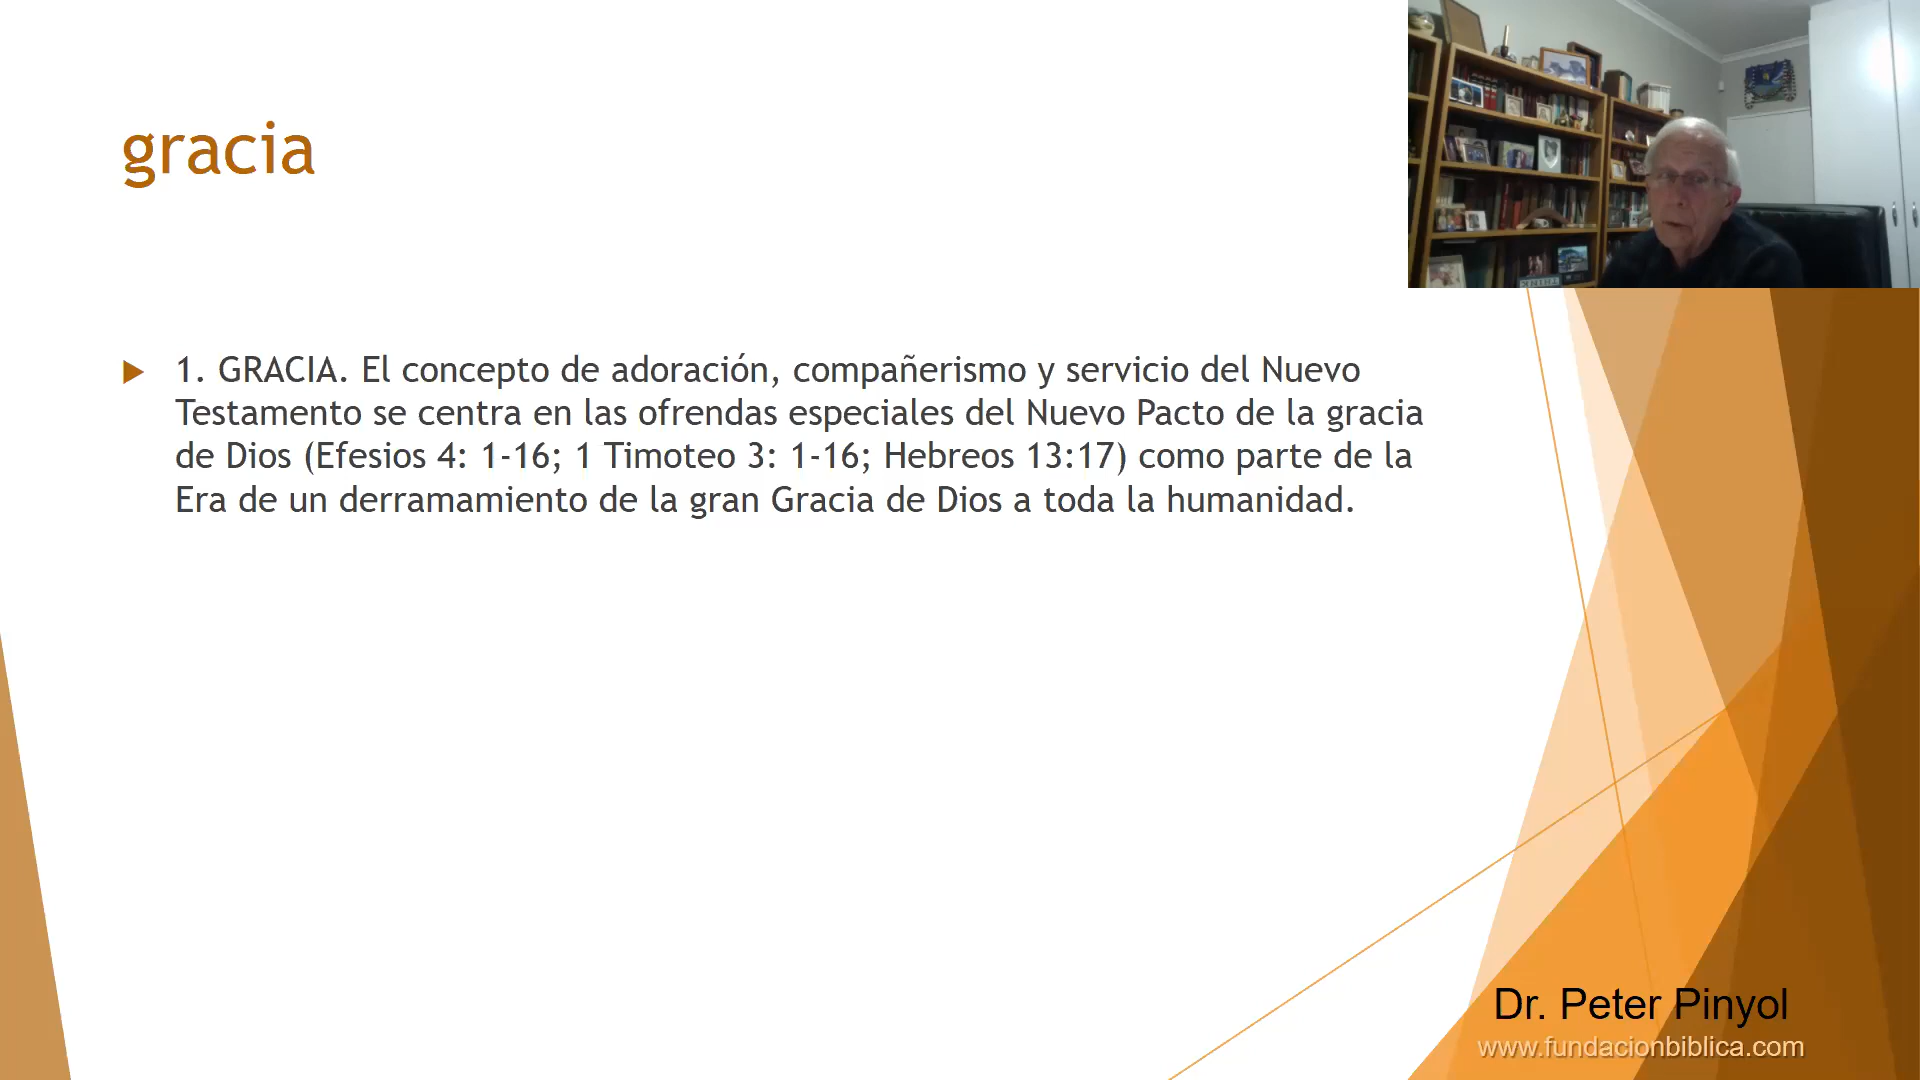 gracia
1. GRACIA. El concepto de adoración, compañerismo y servicio del Nuevo
Testamento se centra en las ofrendas especiales del Nuevo Pacto de la gracia
de Dios (Efesios 4: 1-16; 1 Timoteo 3: 1-16; Hebreos 13:17) como parte de la
Era de un derramamiento de la gran Gracia de Dios a toda la humanidad.
Dr. Peter Pinyol
www.fundacionbiblica.com